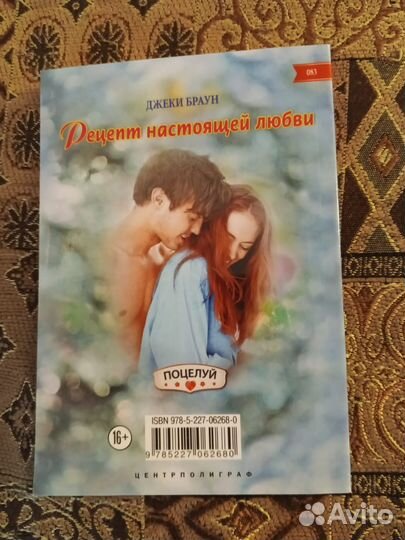 083
ДЖЕКИ БРАУН
Рецепт настоящей любви
ПОЦЕЛУЙ
ISBN 978-5-227-06268-0
16+
9 785227 062680
ЦЕНТРПОЛИГРАФ
Avito